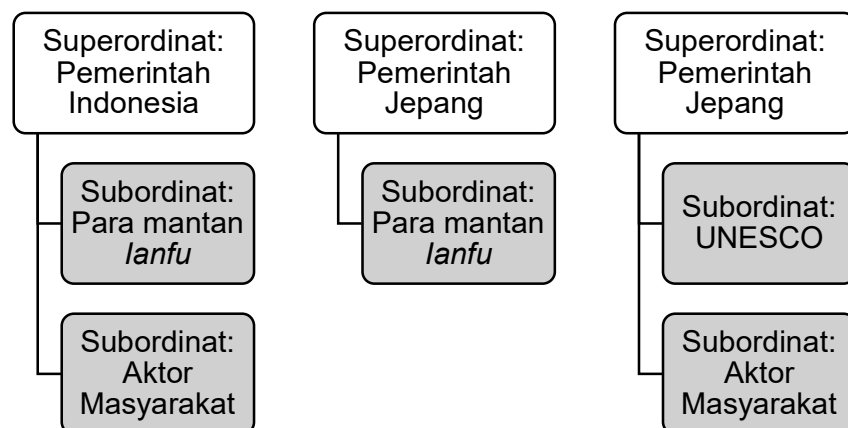 Superordinat:
Pemerintah
Indonesia
Subordinat:
Para mantan
Ianfu
Subordinat:
Aktor
Masyarakat
Superordinat:
Pemerintah
Jepang
Subordinat:
Para mantan
Ianfu
Superordinat:
Pemerintah
Jepang
Subordinat:
UNESCO
Subordinat:
Aktor
Masyarakat